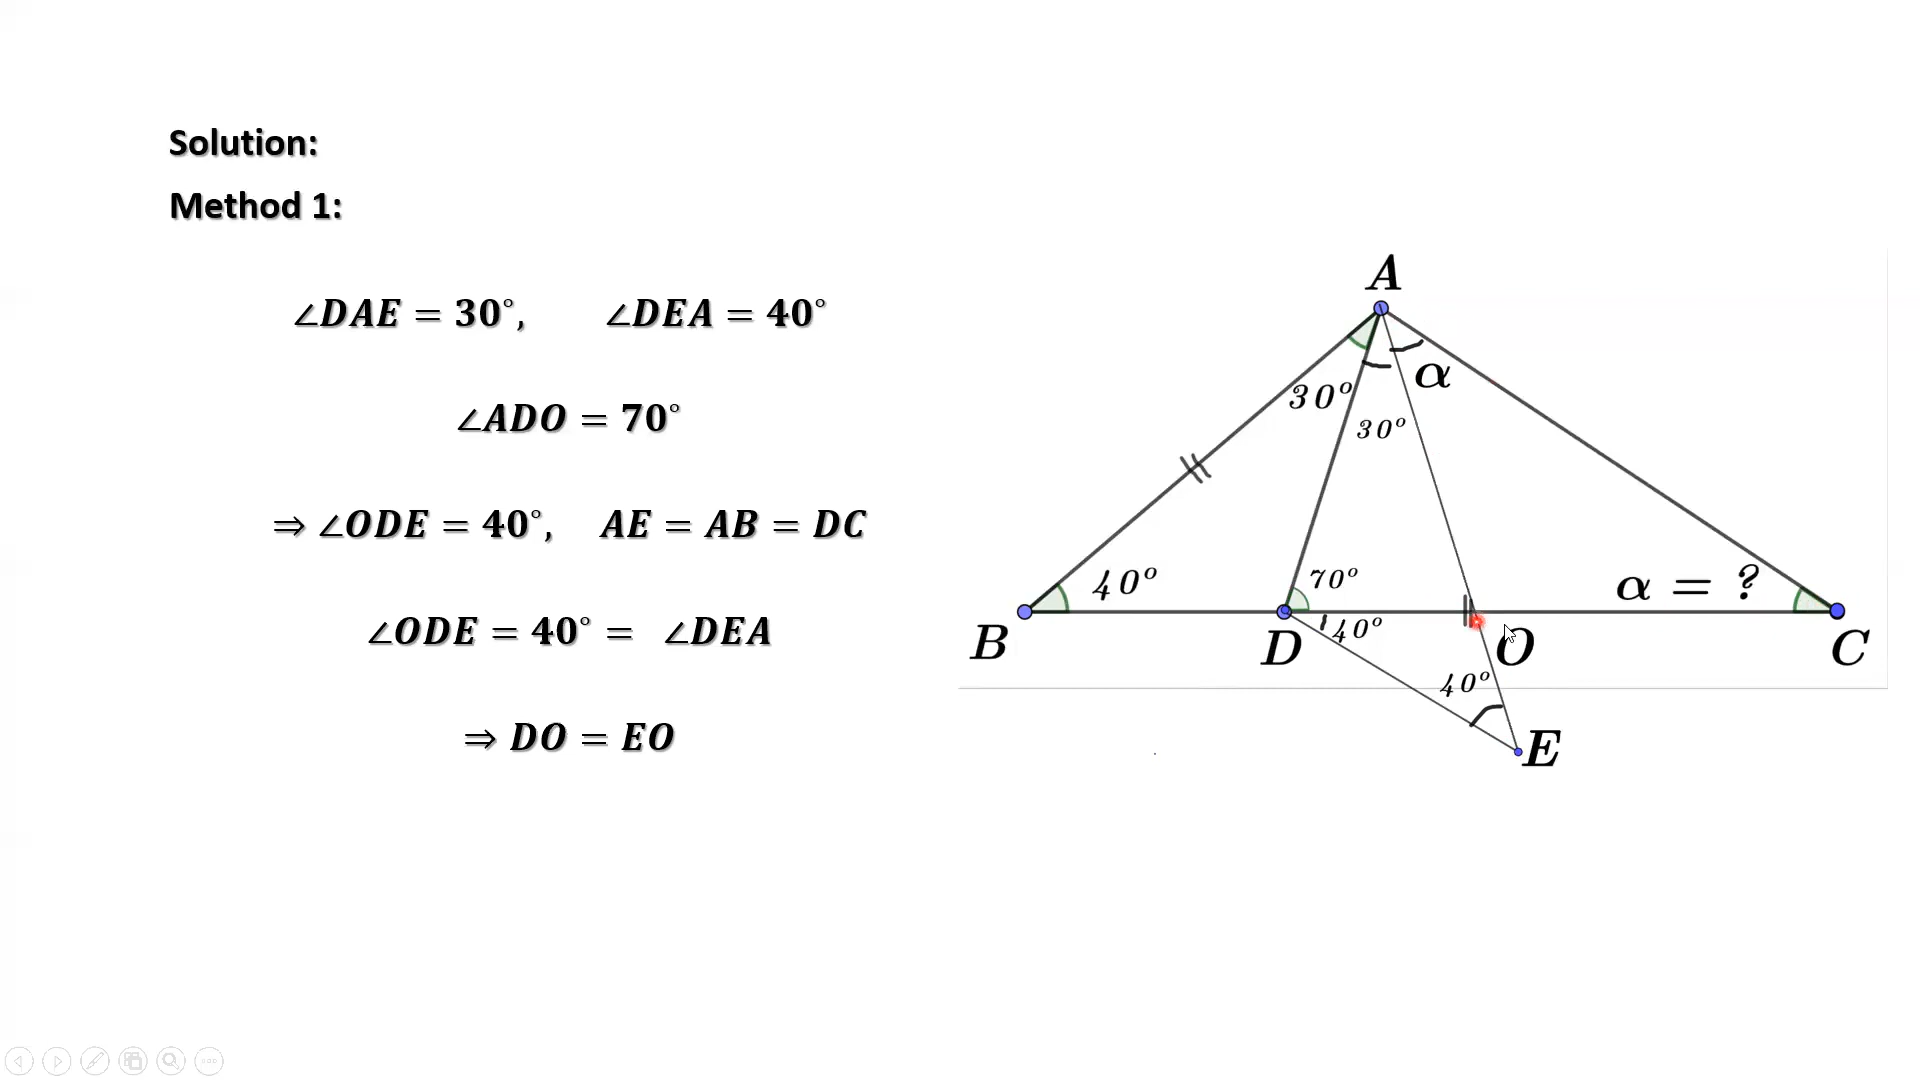 Solution:
Method 1:
∠DAE = 30°, ∠DEA = 40°
∠ADO = 70°
⇒ ∠ODE = 40°, AE = AB = DC
∠ODE = 40° = ∠DEA
⇒ DO = EO
A
α
30°
30°
40°
70°
α = ?
B
D
40°
O
C
40°
E